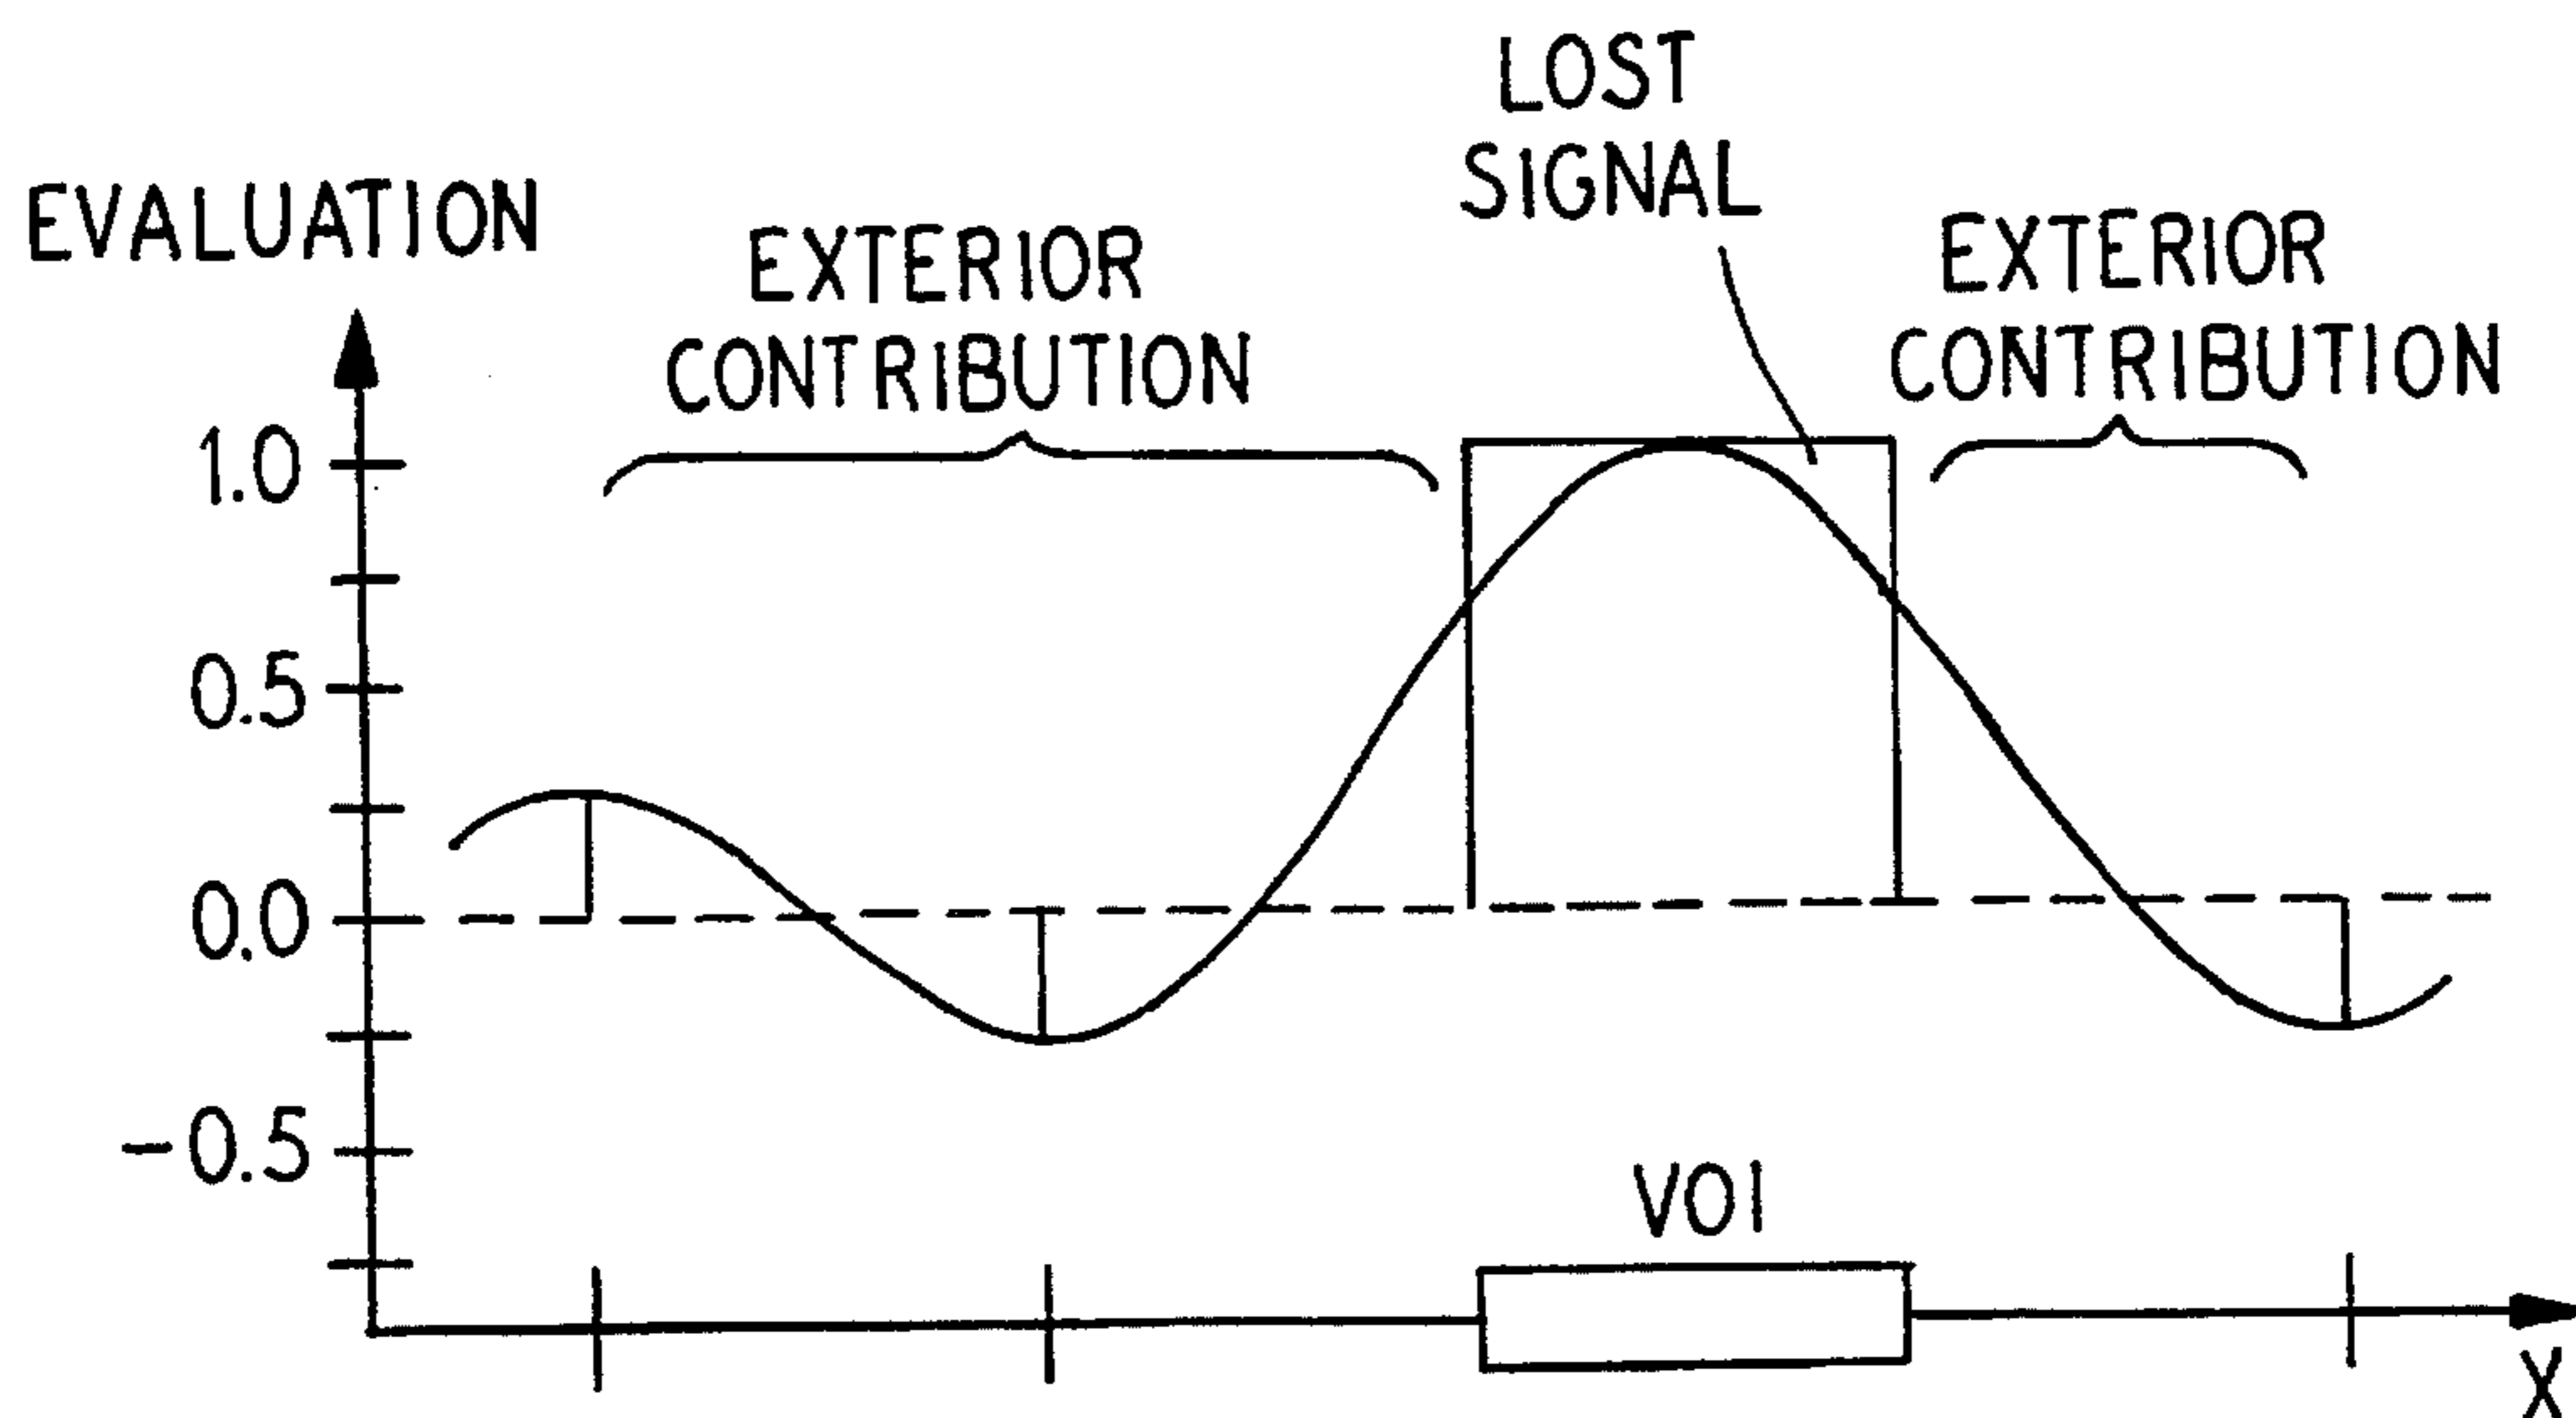 LOST
SIGNAL
EVALUATION
EXTERIOR
CONTRIBUTION
EXTERIOR
CONTRIBUTION
1.0
0.5
0.0
-0.5
VOI
X